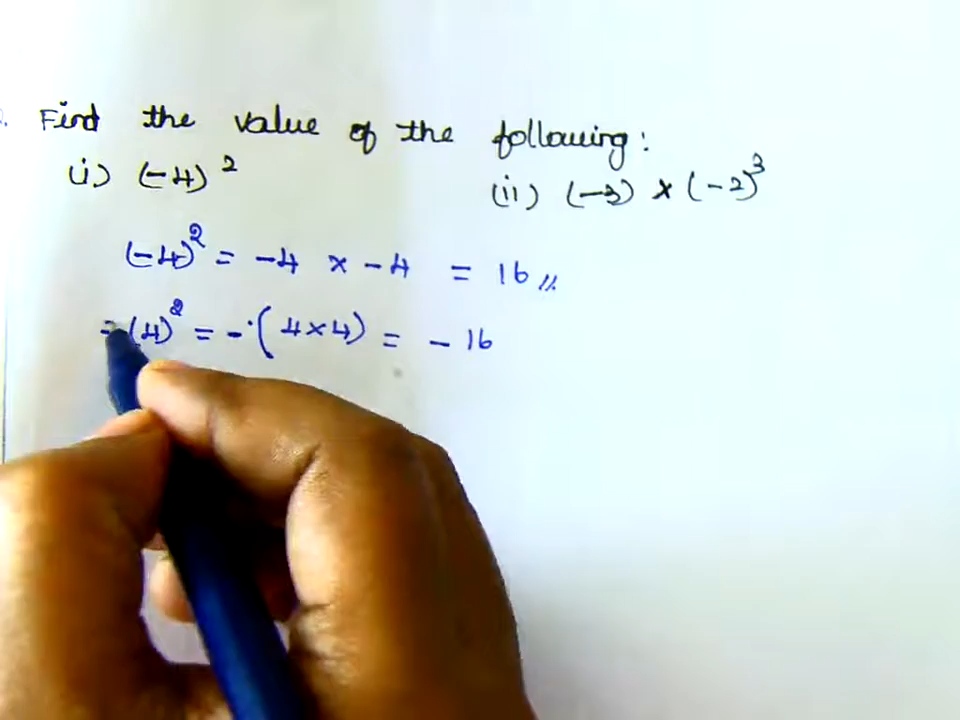 Find the value of the following:
(i) (-4)² (ii) (-3) × (-2)³
(-4)² = -4 × -4 = 16 //
(4)² = - (4×4) = - 16